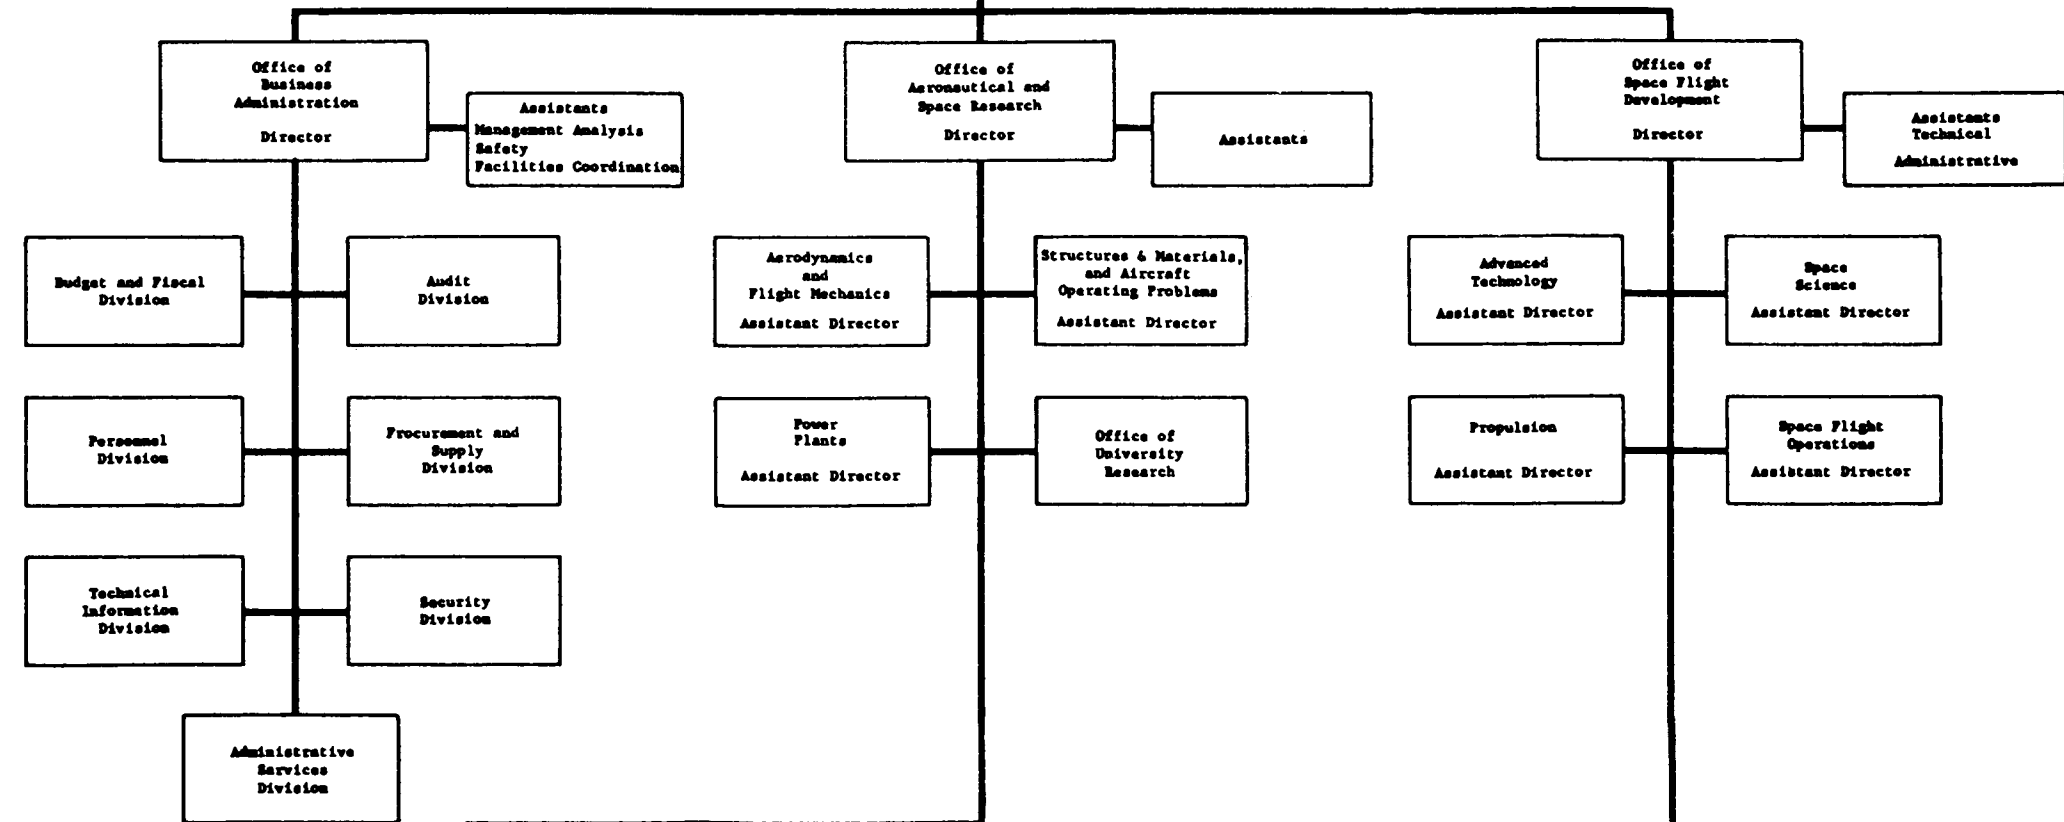 Office of
Business
Administration
Director
Assistants
Management Analysis
Safety
Facilities Coordination
Office of
Aeronautical and
Space Research
Director
Assistants
Office of
Space Flight
Development
Director
Assistants
Technical
Administrative
Budget and Fiscal
Division
Audit
Division
Aerodynamics
and
Flight Mechanics
Assistant Director
Structures & Materials,
and Aircraft
Operating Problems
Assistant Director
Advanced
Technology
Assistant Director
Space
Science
Assistant Director
Personnel
Division
Procurement and
Supply
Division
Power
Plants
Assistant Director
Office of
University
Research
Propulsion
Assistant Director
Space Flight
Operations
Assistant Director
Technical
Information
Division
Security
Division
Administrative
Services
Division